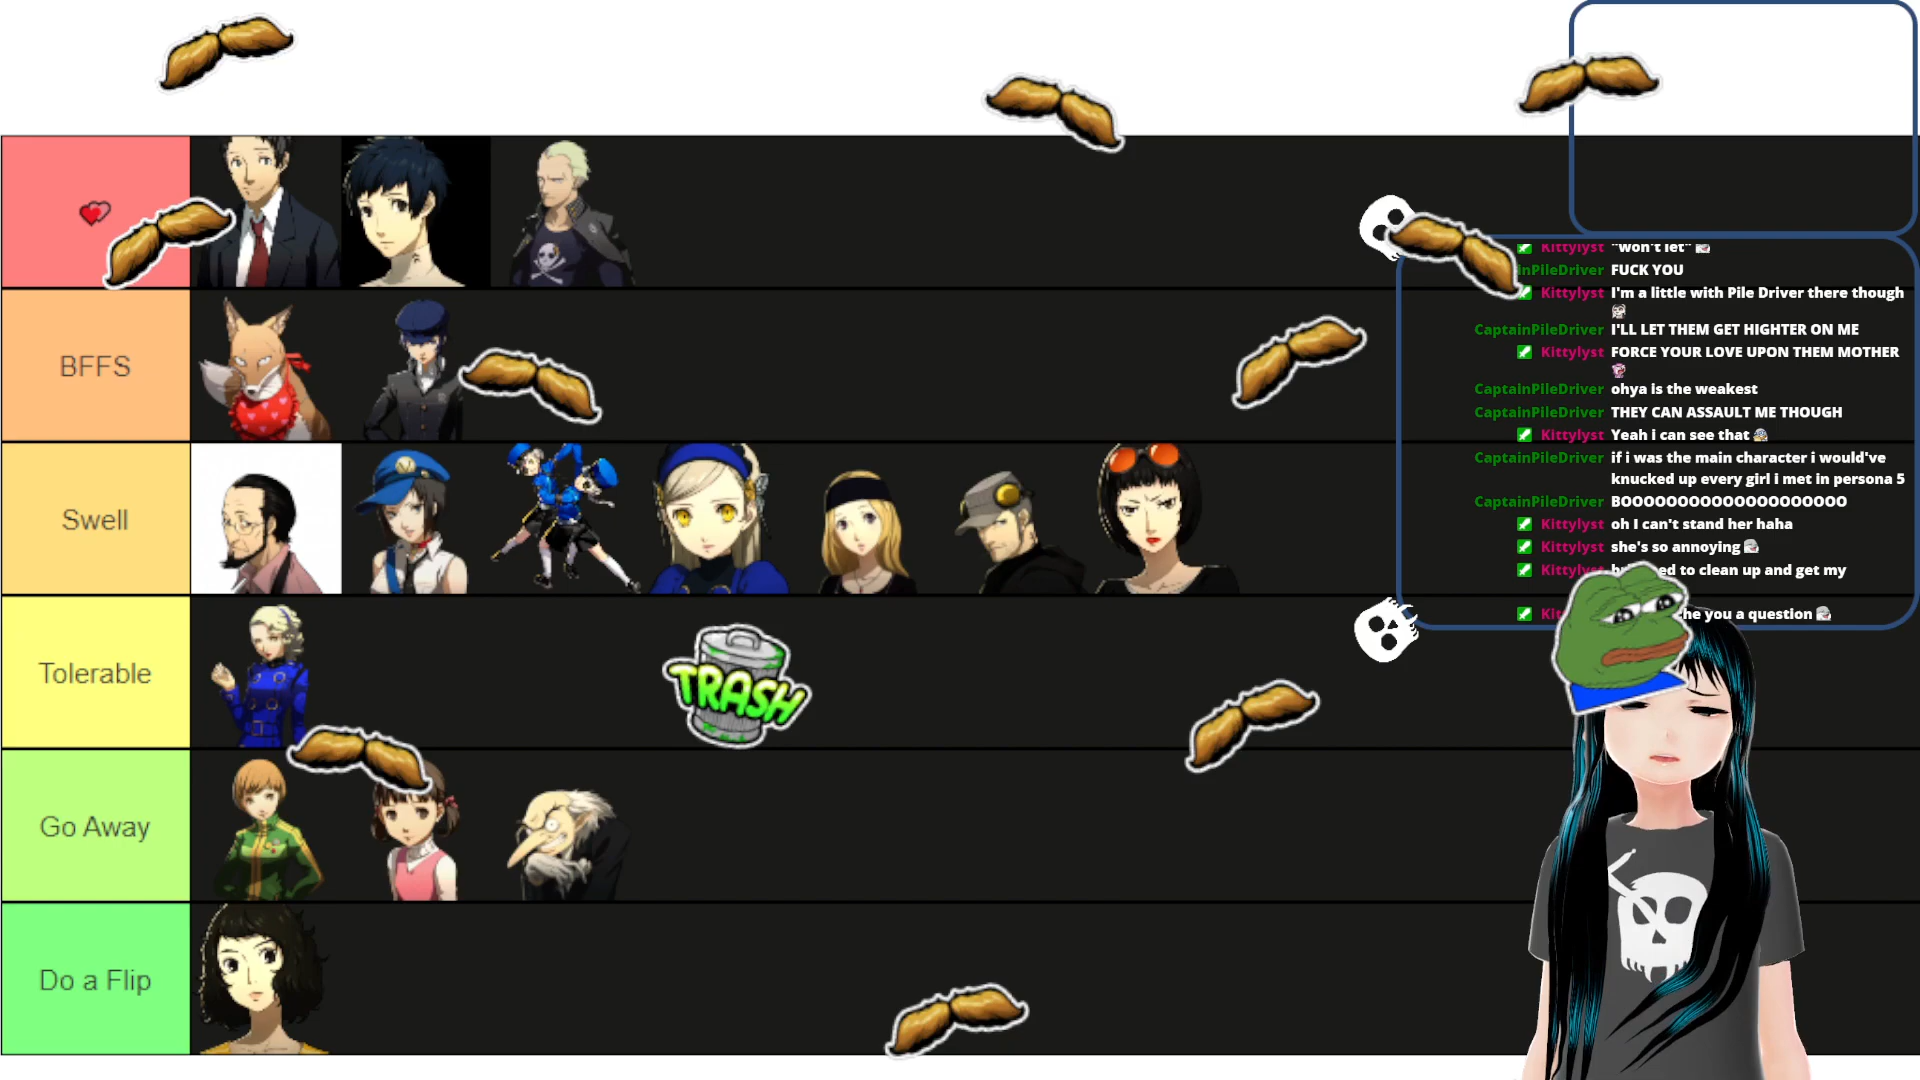 Kittylyst "won't let"
inPileDriver FUCK YOU
Kittylyst I'm a little with Pile Driver there though
CaptainPileDriver I'LL LET THEM GET HIGHTER ON ME
Kittylyst FORCE YOUR LOVE UPON THEM MOTHER
CaptainPileDriver ohya is the weakest
CaptainPileDriver THEY CAN ASSAULT ME THOUGH
Kittylyst Yeah i can see that
CaptainPileDriver if i was the main character i would've
knucked up every girl i met in persona 5
CaptainPileDriver BOOOOOOOOOOOOOOOOOOOO
Kittylyst oh I can't stand her haha
Kittylyst she's so annoying
Kittylyst to clean up and get my
you a question
BFFS
Swell
Tolerable
TRASH
Go Away
Do a Flip